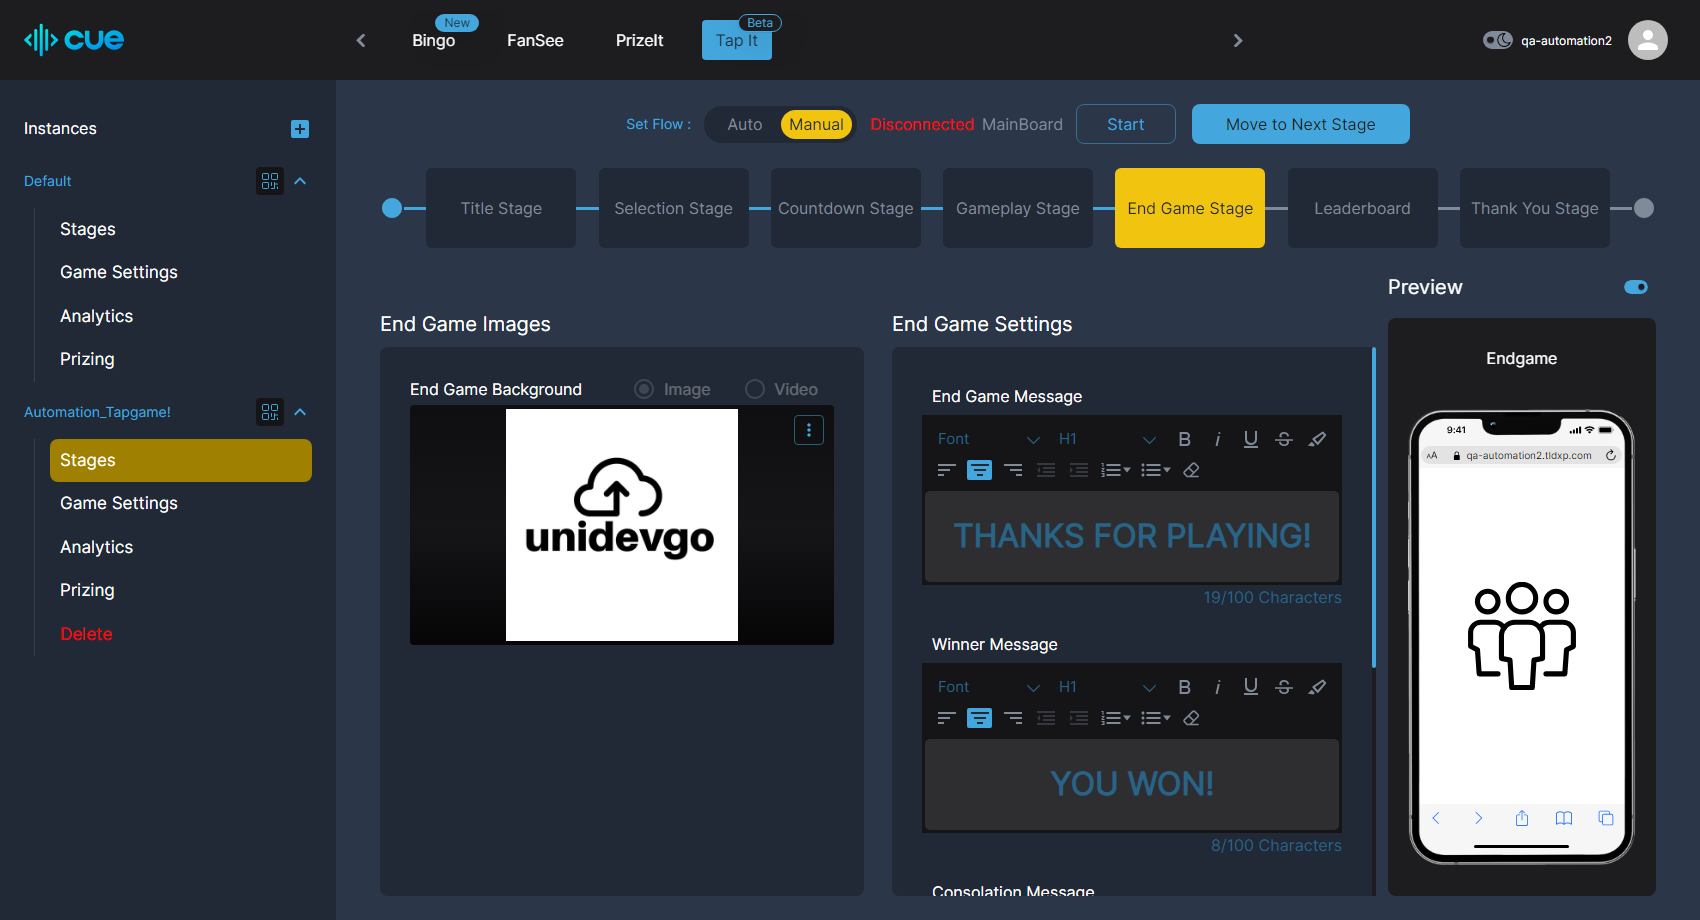 cue
New
Bingo
FanSee
PrizeIt
Beta
Tap It
qa-automation2
Instances
Default
Stages
Game Settings
Analytics
Prizing
Automation_Tapgame!
Stages
Game Settings
Analytics
Prizing
Delete
Set Flow :
Auto
Manual
Disconnected MainBoard
Start
Move to Next Stage
Title Stage
Selection Stage
Countdown Stage
Gameplay Stage
End Game Stage
Leaderboard
Thank You Stage
End Game Images
End Game Background
Image
Video
unidevgo
End Game Settings
End Game Message
Font
H1
B i U S
THANKS FOR PLAYING!
19/100 Characters
Winner Message
Font
H1
B i U S
YOU WON!
8/100 Characters
Consolation Message
Preview
Endgame
9:41
AA qa-automation2.tldxp.com